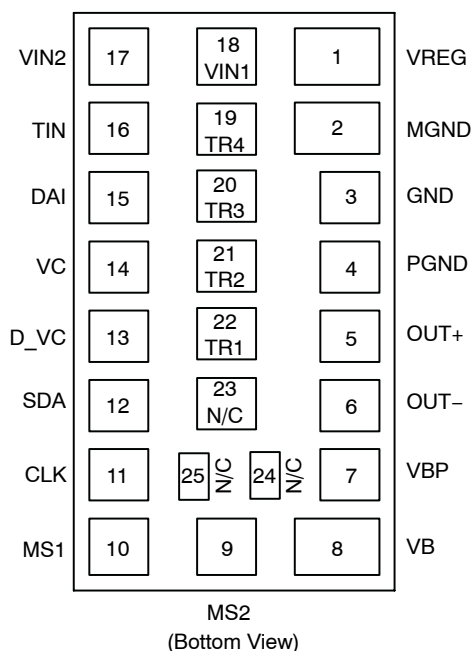 VIN2 17 18 1 VREG
VIN1
TIN 16 19 2 MGND
TR4
DAI 15 20 3 GND
TR3
VC 14 21 4 PGND
TR2
D_VC 13 22 5 OUT+
TR1
SDA 12 23 6 OUT−
N/C
CLK 11 25 N/C 24 N/C 7 VBP
MS1 10 9 8 VB
MS2
(Bottom View)